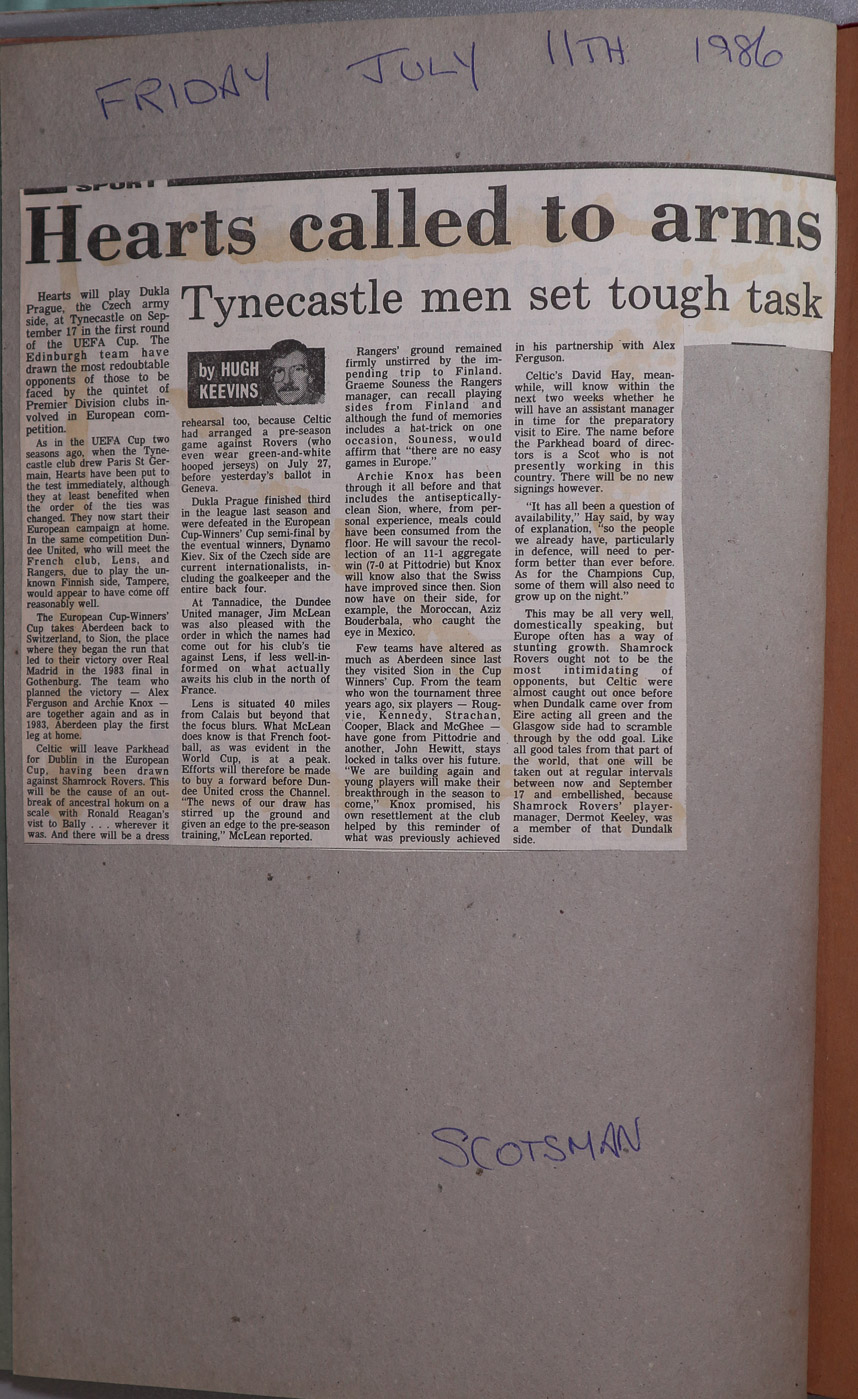 FRIDAY JULY 11TH 1986
SPORT
Hearts called to arms
Tynecastle men set tough task
Hearts will play Dukla
Prague, the Czech army
side, at Tynecastle on Sep-
tember 17 in the first round
of the UEFA Cup. The
Edinburgh team have
drawn the most redoubtable
opponents of those to be
faced by the quintet of
Premier Division clubs in-
volved in European com-
petition.
As in the UEFA Cup two
seasons ago, when the Tyne-
castle club drew Paris St Ger-
main, Hearts have been put to
the test immediately, although
they at least benefited when
the order of the ties was
changed. They now start their
European campaign at home.
In the same competition Dun-
dee United, who will meet the
French club, Lens, and
Rangers, due to play the un-
known Finnish side, Tampere,
would appear to have come off
reasonably well.
The European Cup-Winners'
Cup takes Aberdeen back to
Switzerland, to Sion, the place
where they began the run that
led to their victory over Real
Madrid in the 1983 final in
Gothenburg. The team who
planned the victory — Alex
Ferguson and Archie Knox —
are together again and as in
1983, Aberdeen play the first
leg at home.
Celtic will leave Parkhead
for Dublin in the European
Cup, having been drawn
against Shamrock Rovers. This
will be the cause of an out-
break of ancestral hokum on a
scale with Ronald Reagan's
vist to Bally . . . wherever it
was. And there will be a dress
by HUGH
KEEVINS
rehearsal too, because Celtic
had arranged a pre-season
game against Rovers (who
even wear green-and-white
hooped jerseys) on July 27,
before yesterday's ballot in
Geneva.
Dukla Prague finished third
in the league last season and
were defeated in the European
Cup-Winners' Cup semi-final by
the eventual winners, Dynamo
Kiev. Six of the Czech side are
current internationalists, in-
cluding the goalkeeper and the
entire back four.
At Tannadice, the Dundee
United manager, Jim McLean
was also pleased with the
order in which the names had
come out for his club's tie
against Lens, if less well-in-
formed on what actually
awaits his club in the north of
France.
Lens is situated 40 miles
from Calais but beyond that
the focus blurs. What McLean
does know is that French foot-
ball, as was evident in the
World Cup, is at a peak.
Efforts will therefore be made
to buy a forward before Dun-
dee United cross the Channel.
"The news of our draw has
stirred up the ground and
given an edge to the pre-season
training," McLean reported.
Rangers' ground remained
firmly unstirred by the im-
pending trip to Finland.
Graeme Souness the Rangers
manager, can recall playing
sides from Finland and
although the fund of memories
includes a hat-trick on one
occasion, Souness, would
affirm that "there are no easy
games in Europe."
Archie Knox has been
through it all before and that
includes the antiseptically-
clean Sion, where, from per-
sonal experience, meals could
have been consumed from the
floor. He will savour the recol-
lection of an 11-1 aggregate
win (7-0 at Pittodrie) but Knox
will know also that the Swiss
have improved since then. Sion
now have on their side, for
example, the Moroccan, Aziz
Bouderbala, who caught the
eye in Mexico.
Few teams have altered as
much as Aberdeen since last
they visited Sion in the Cup
Winners' Cup. From the team
who won the tournament three
years ago, six players — Roug-
vie, Kennedy, Strachan,
Cooper, Black and McGhee —
have gone from Pittodrie and
another, John Hewitt, stays
locked in talks over his future.
"We are building again and
young players will make their
breakthrough in the season to
come," Knox promised, his
own resettlement at the club
helped by this reminder of
what was previously achieved
in his partnership with Alex
Ferguson.
Celtic's David Hay, mean-
while, will know within the
next two weeks whether he
will have an assistant manager
in time for the preparatory
visit to Eire. The name before
the Parkhead board of direc-
tors is a Scot who is not
presently working in this
country. There will be no new
signings however.
"It has all been a question of
availability," Hay said, by way
of explanation, "so the people
we already have, particularly
in defence, will need to per-
form better than ever before.
As for the Champions Cup,
some of them will also need to
grow up on the night."
This may be all very well,
domestically speaking, but
Europe often has a way of
stunting growth. Shamrock
Rovers ought not to be the
most intimidating of
opponents, but Celtic were
almost caught out once before
when Dundalk came over from
Eire acting all green and the
Glasgow side had to scramble
through by the odd goal. Like
all good tales from that part of
the world, that one will be
taken out at regular intervals
between now and September
17 and embellished, because
Shamrock Rovers' player-
manager, Dermot Keeley, was
a member of that Dundalk
side.
SCOTSMAN